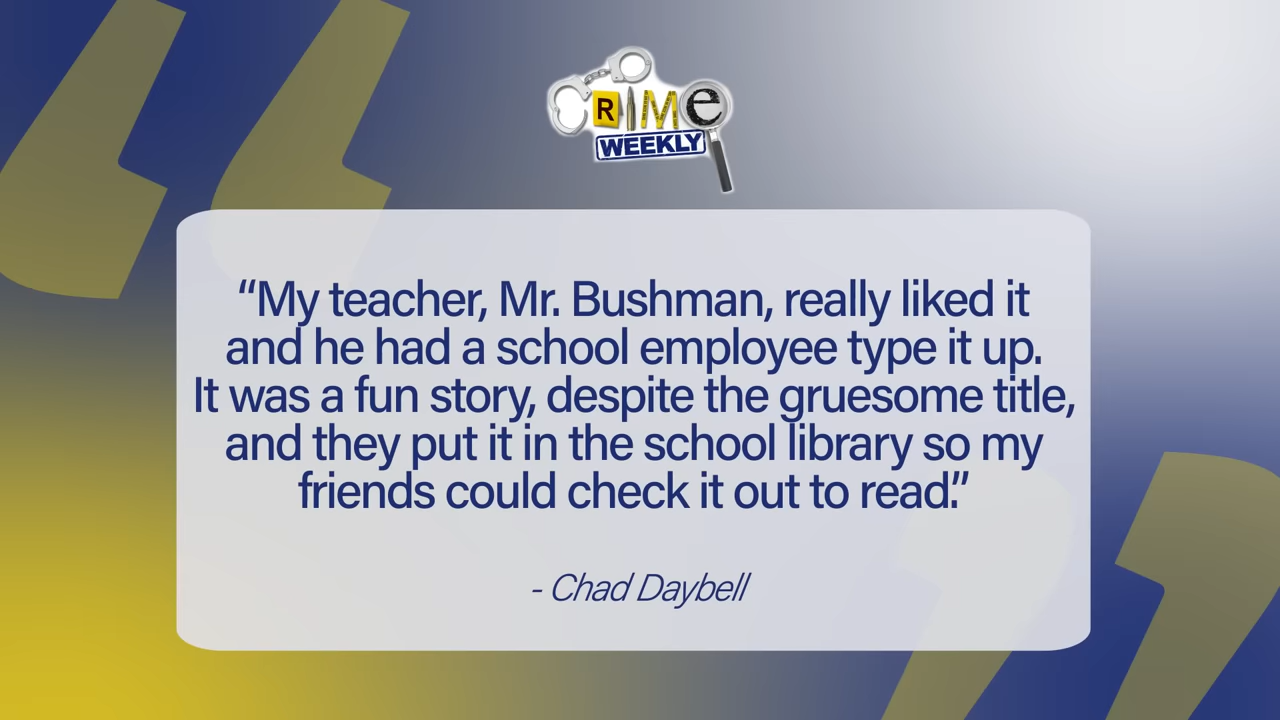 CRIMe
WEEKLY
“My teacher, Mr. Bushman, really liked it
and he had a school employee type it up.
It was a fun story, despite the gruesome title,
and they put it in the school library so my
friends could check it out to read.”
- Chad Daybell